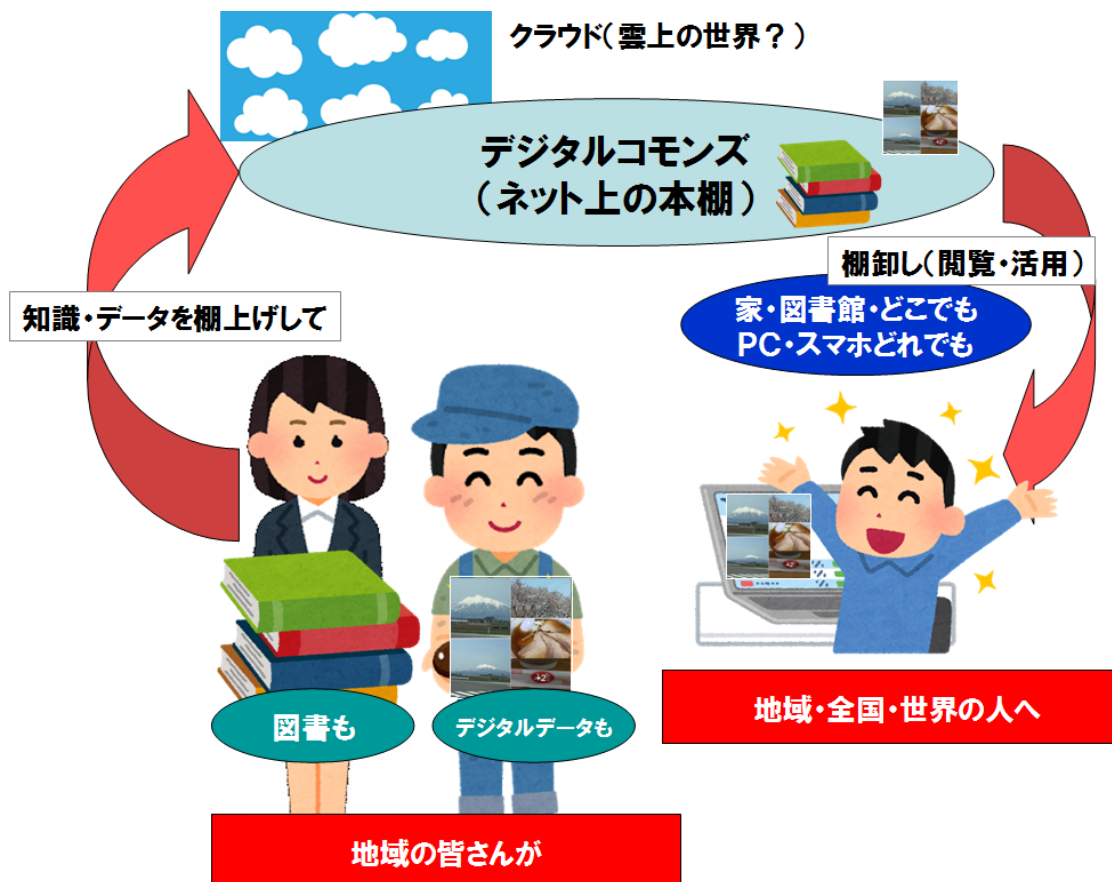 クラウド(雲上の世界？)
デジタルコモンズ
(ネット上の本棚)
棚卸し(閲覧・活用)
知識・データを棚上げして
家・図書館・どこでも
PC・スマホどれでも
図書も
デジタルデータも
地域・全国・世界の人へ
地域の皆さんが